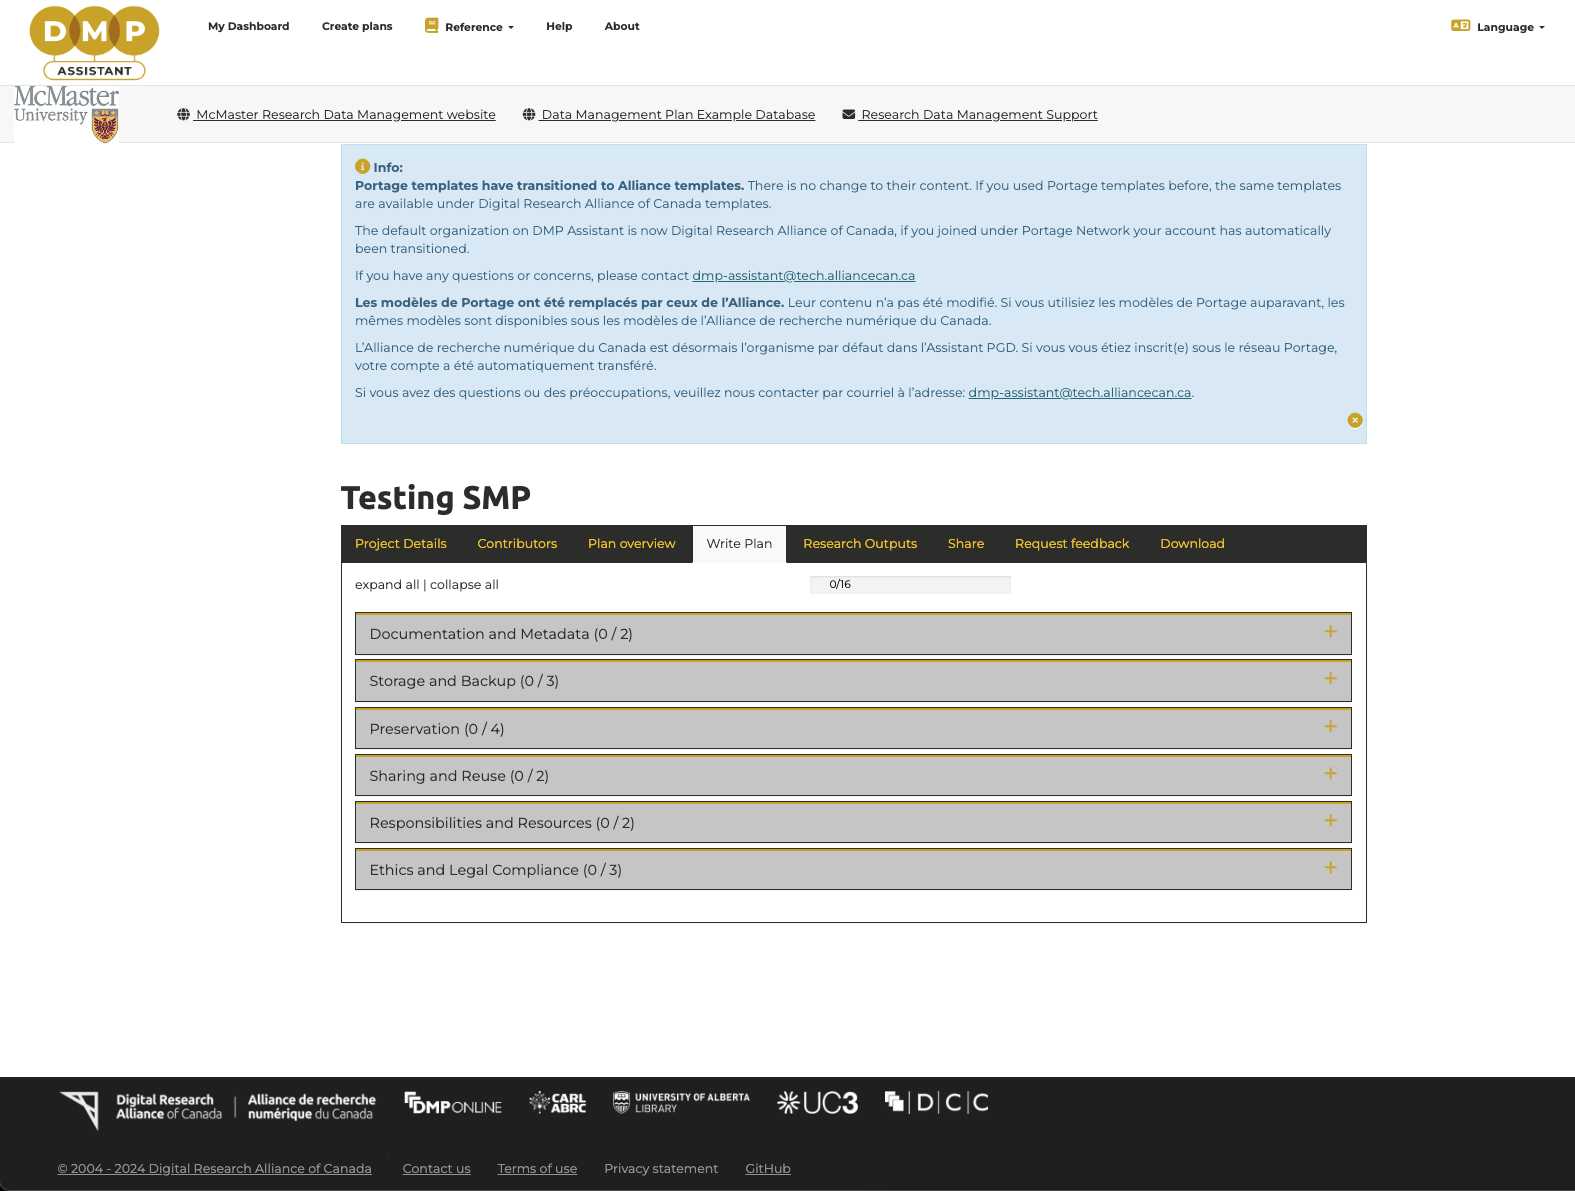 DMP
ASSISTANT
My Dashboard Create plans Reference Help About Language
McMaster
University
McMaster Research Data Management website Data Management Plan Example Database Research Data Management Support
Info:
Portage templates have transitioned to Alliance templates. There is no change to their content. If you used Portage templates before, the same templates
are available under Digital Research Alliance of Canada templates.
The default organization on DMP Assistant is now Digital Research Alliance of Canada, if you joined under Portage Network your account has automatically
been transitioned.
If you have any questions or concerns, please contact dmp-assistant@tech.alliancecan.ca
Les modèles de Portage ont été remplacés par ceux de l’Alliance. Leur contenu n’a pas été modifié. Si vous utilisiez les modèles de Portage auparavant, les
mêmes modèles sont disponibles sous les modèles de l’Alliance de recherche numérique du Canada.
L’Alliance de recherche numérique du Canada est désormais l’organisme par défaut dans l’Assistant PGD. Si vous vous étiez inscrit(e) sous le réseau Portage,
votre compte a été automatiquement transféré.
Si vous avez des questions ou des préoccupations, veuillez nous contacter par courriel à l’adresse: dmp-assistant@tech.alliancecan.ca.
Testing SMP
Project Details Contributors Plan overview Write Plan Research Outputs Share Request feedback Download
expand all | collapse all 0/16
Documentation and Metadata (0 / 2)
Storage and Backup (0 / 3)
Preservation (0 / 4)
Sharing and Reuse (0 / 2)
Responsibilities and Resources (0 / 2)
Ethics and Legal Compliance (0 / 3)
Digital Research Alliance of Canada | Alliance de recherche numérique du Canada
DMPONLINE
CARL ABRC
UNIVERSITY OF ALBERTA LIBRARY
UC3
D|C|C
© 2004 - 2024 Digital Research Alliance of Canada Contact us Terms of use Privacy statement GitHub